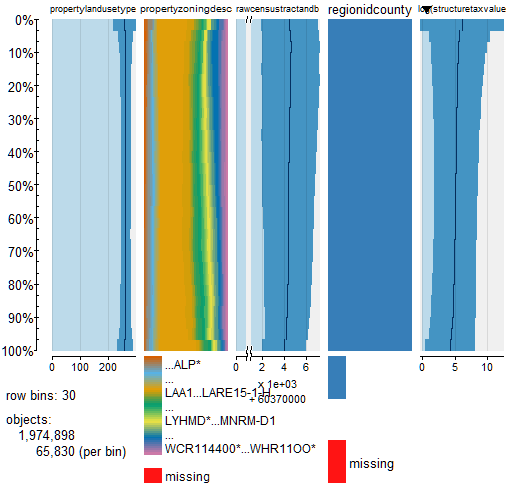 propertylandusetype propertyzoningdesc rawcensustractandb regionidcounty (structuretaxvalue
0%
10%
20%
30%
40%
50%
60%
70%
80%
90%
100%
0 100 200 0 2 4 6 0 5 10
x 1e+03
+ 60370000
...ALP*
...
LAA1...LARE15-1-H
...
LYHMD*...MNRM-D1
...
WCR114400*...WHR11OO*
missing
missing
row bins: 30
objects:
1,974,898
65,830 (per bin)